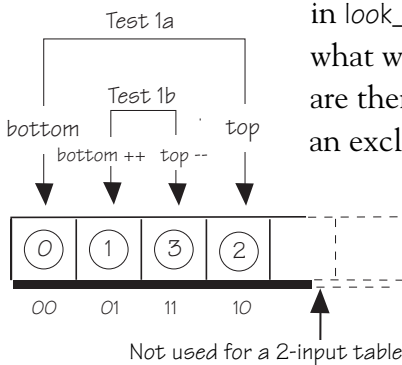 Test 1a
in look_
what w
are ther
an excl
Test 1b
bottom
top
bottom ++ top --
0 1 3 2
00 01 11 10
Not used for a 2-input table